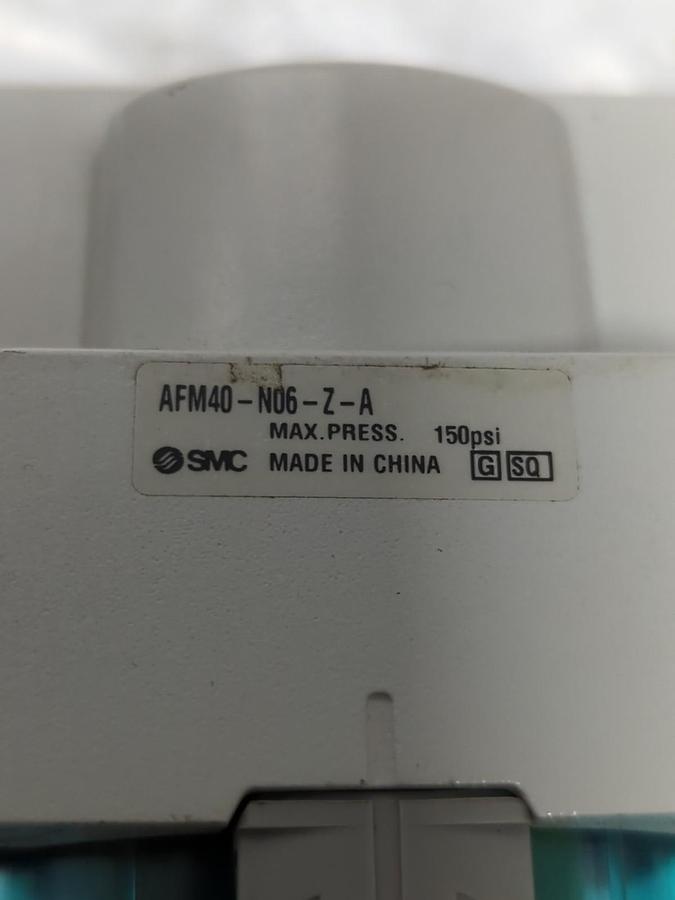 AFM40-N06-Z-A
MAX.PRESS. 150psi
SMC MADE IN CHINA G SQ